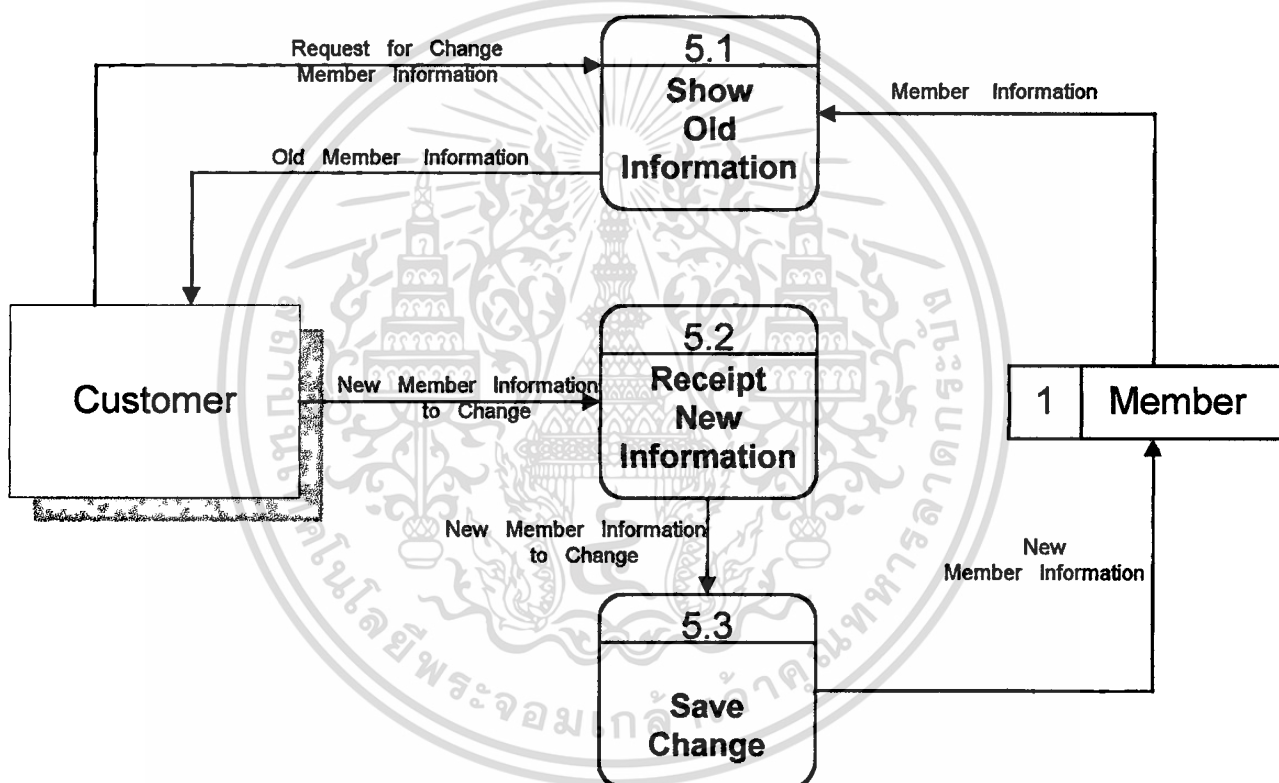 Request for Change
Member Information
5.1
Show
Old
Information
Member Information
Old Member Information
Customer
New Member Information
to Change
5.2
Receipt
New
Information
1 Member
New Member Information
to Change
New
Member Information
5.3
Save
Change